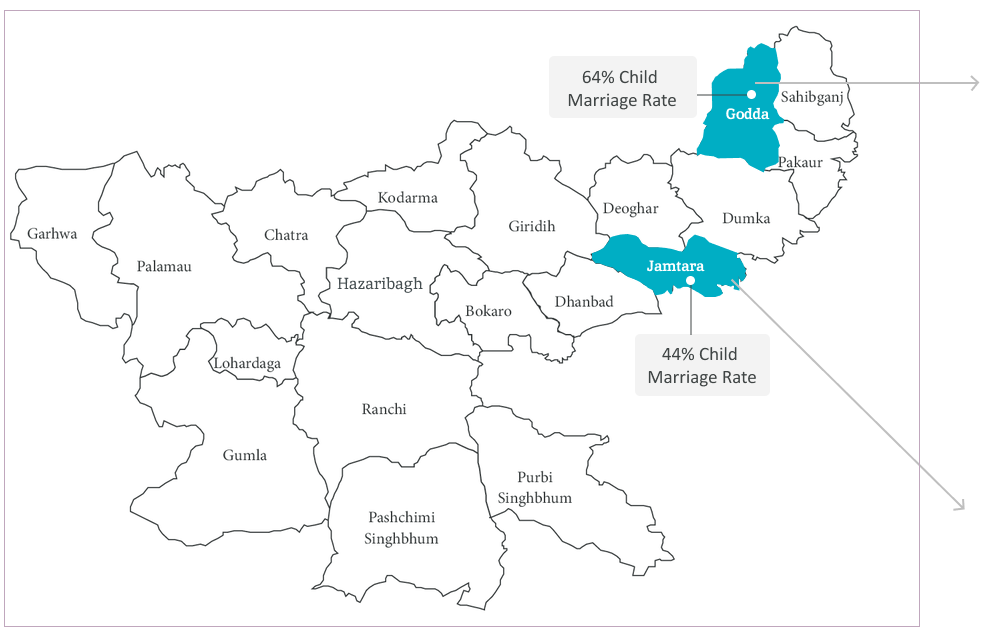 64% Child
Marriage Rate
Godda
Sahibganj
Pakaur
Kodarma
Giridih
Deoghar
Dumka
Garhwa
Chatra
Palamau
Hazaribagh
Jamtara
Dhanbad
Bokaro
44% Child
Marriage Rate
Lohardaga
Ranchi
Gumla
Purbi
Singhbhum
Pashchimi
Singhbhum